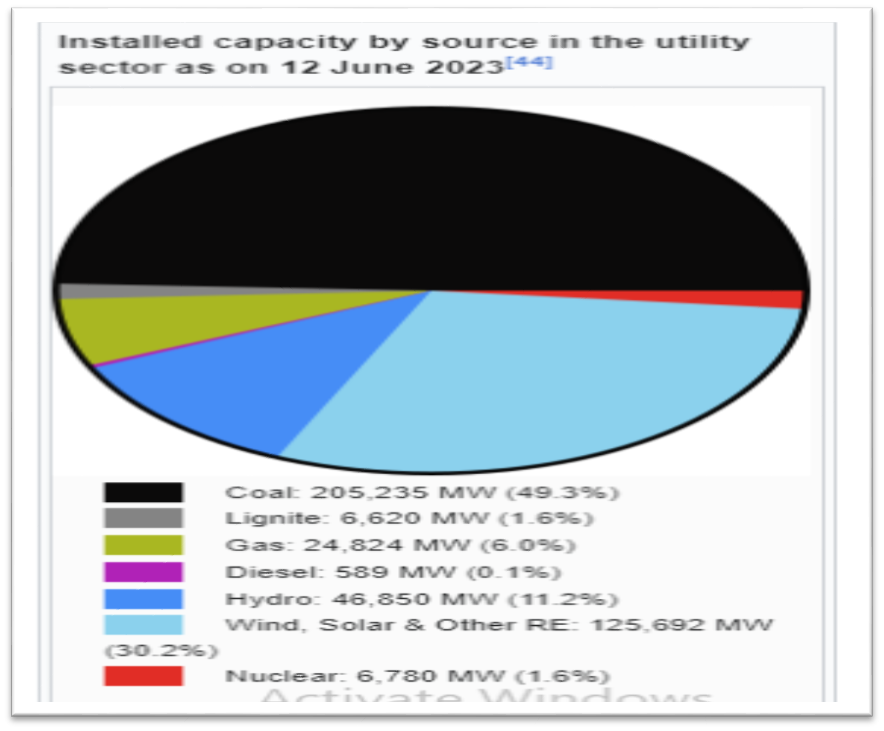 Installed capacity by source in the utility
sector as on 12 June 2023[44]
Coal: 205,235 MW (49.3%)
Lignite: 6,620 MW (1.6%)
Gas: 24,824 MW (6.0%)
Diesel: 589 MW (0.1%)
Hydro: 46,850 MW (11.2%)
Wind, Solar & Other RE: 125,692 MW
(30.2%)
Nuclear: 6,780 MW (1.6%)
Activate Windows